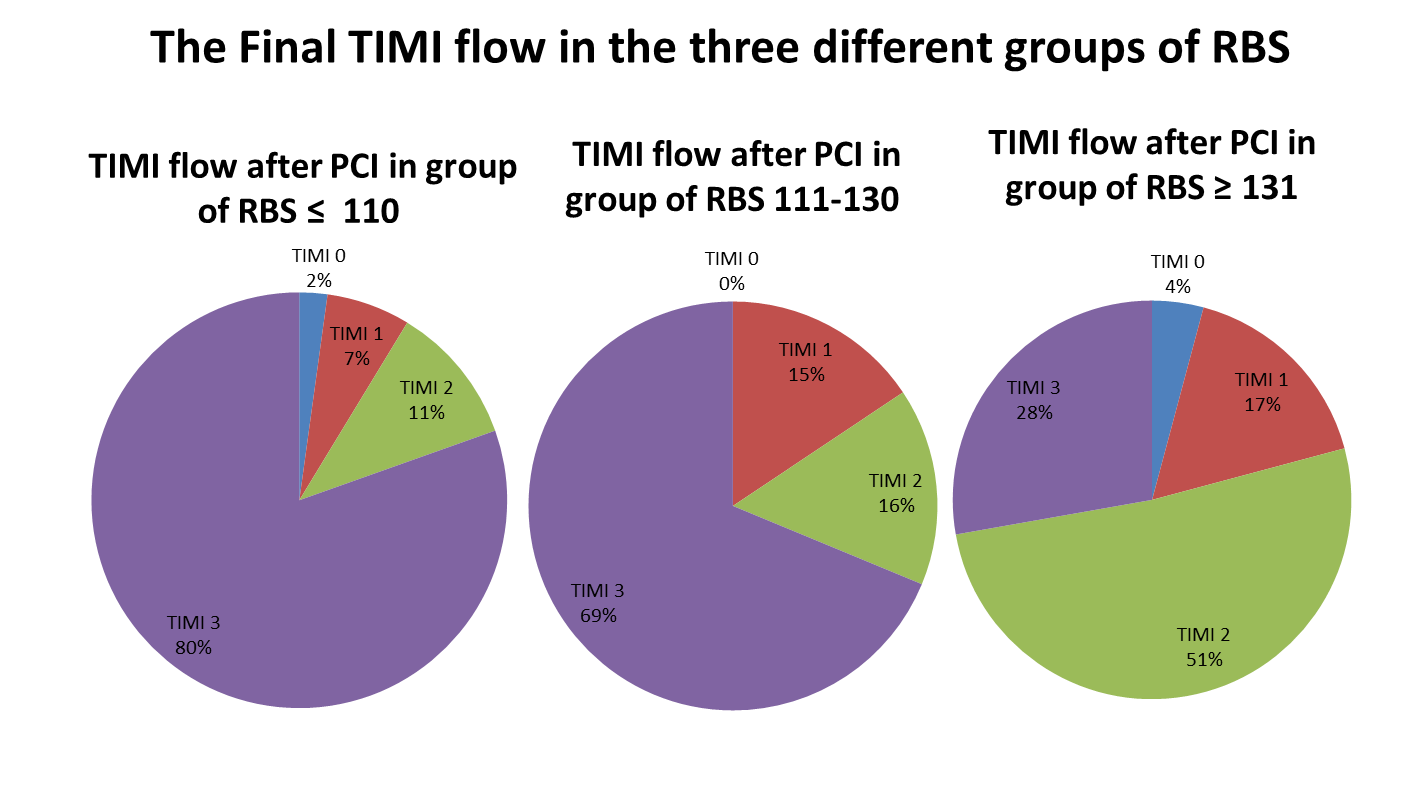 The Final TIMI flow in the three different groups of RBS
TIMI flow after PCI in group
of RBS ≤  110
TIMI 0
2%
TIMI 1
7%
TIMI 2
11%
TIMI 3
80%
TIMI flow after PCI in
group of RBS 111-130
TIMI 0
0%
TIMI 1
15%
TIMI 2
16%
TIMI 3
69%
TIMI flow after PCI in
group of RBS ≥ 131
TIMI 0
4%
TIMI 1
17%
TIMI 2
51%
TIMI 3
28%